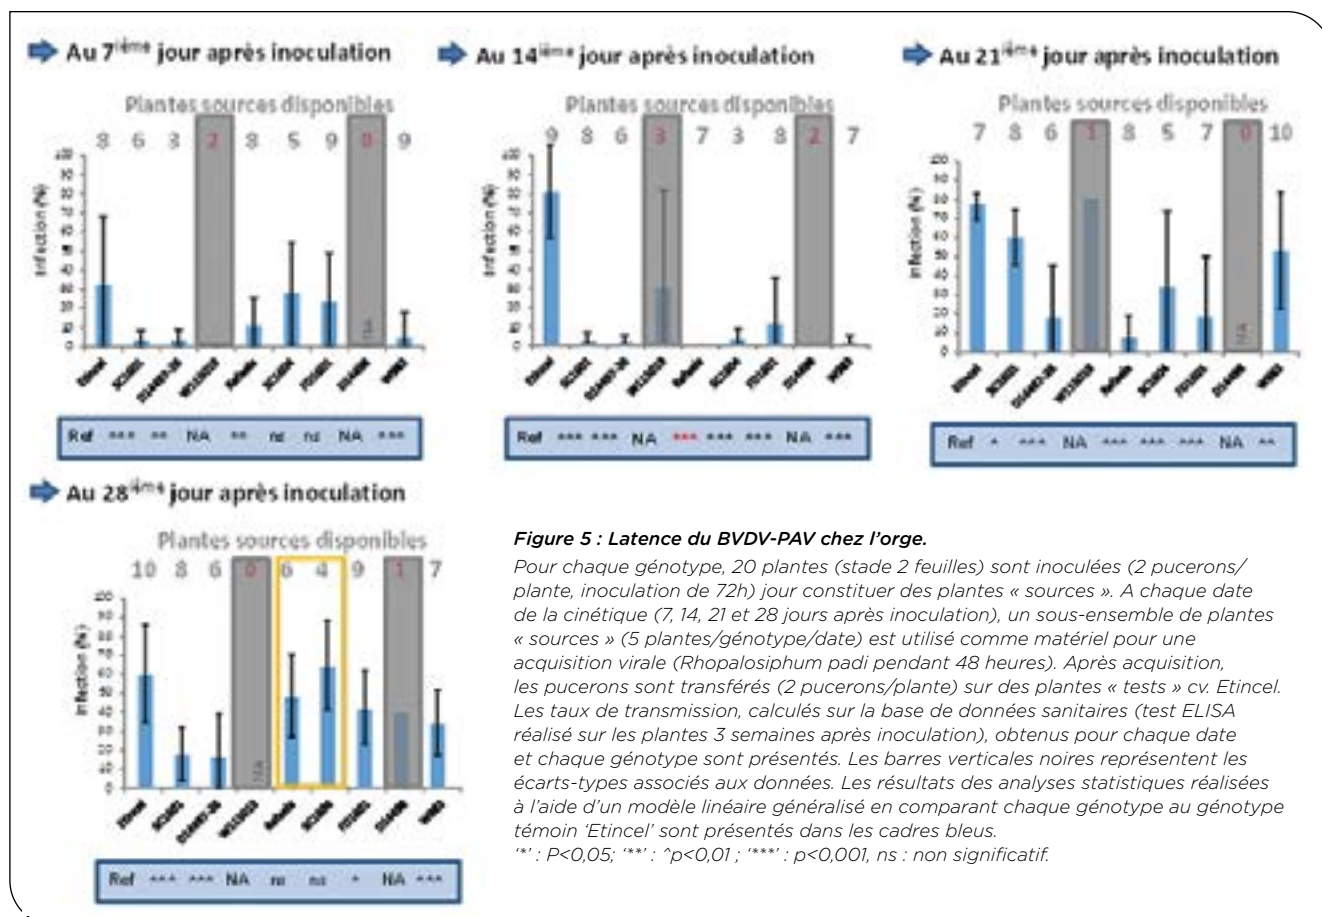 Au 7ième jour après inoculation
Plantes sources disponibles
8 6 3 2 8 5 9 0 9
Infection (%)
NA
Etincel
Rafaela
Ref *** ** NA ** ns ns NA ***
Au 14ième jour après inoculation
Plantes sources disponibles
9 8 6 3 7 3 8 2 7
Infection (%)
Etincel
Rafaela
Ref *** *** NA *** *** *** NA ***
Au 21ième jour après inoculation
Plantes sources disponibles
7 8 6 1 8 5 7 0 10
Infection (%)
NA
Etincel
Rafaela
Ref * *** NA *** *** *** NA **
Au 28ième jour après inoculation
Plantes sources disponibles
10 8 6 0 6 4 9 1 7
Infection (%)
NA
Etincel
Rafaela
Ref *** *** NA ns ns * NA ***
Figure 5 : Latence du BVDV-PAV chez l'orge.
Pour chaque génotype, 20 plantes (stade 2 feuilles) sont inoculées (2 pucerons/
plante, inoculation de 72h) jour constituer des plantes « sources ». A chaque date
de la cinétique (7, 14, 21 et 28 jours après inoculation), un sous-ensemble de plantes
« sources » (5 plantes/génotype/date) est utilisé comme matériel pour une
acquisition virale (Rhopalosiphum padi pendant 48 heures). Après acquisition,
les pucerons sont transférés (2 pucerons/plante) sur des plantes « tests » cv. Etincel.
Les taux de transmission, calculés sur la base de données sanitaires (test ELISA
réalisé sur les plantes 3 semaines après inoculation), obtenus pour chaque date
et chaque génotype sont présentés. Les barres verticales noires représentent les
écarts-types associés aux données. Les résultats des analyses statistiques réalisées
à l'aide d'un modèle linéaire généralisé en comparant chaque génotype au génotype
témoin 'Etincel' sont présentés dans les cadres bleus.
'*' : P<0,05; '**' : ^p<0,01 ; '***' : p<0,001, ns : non significatif.